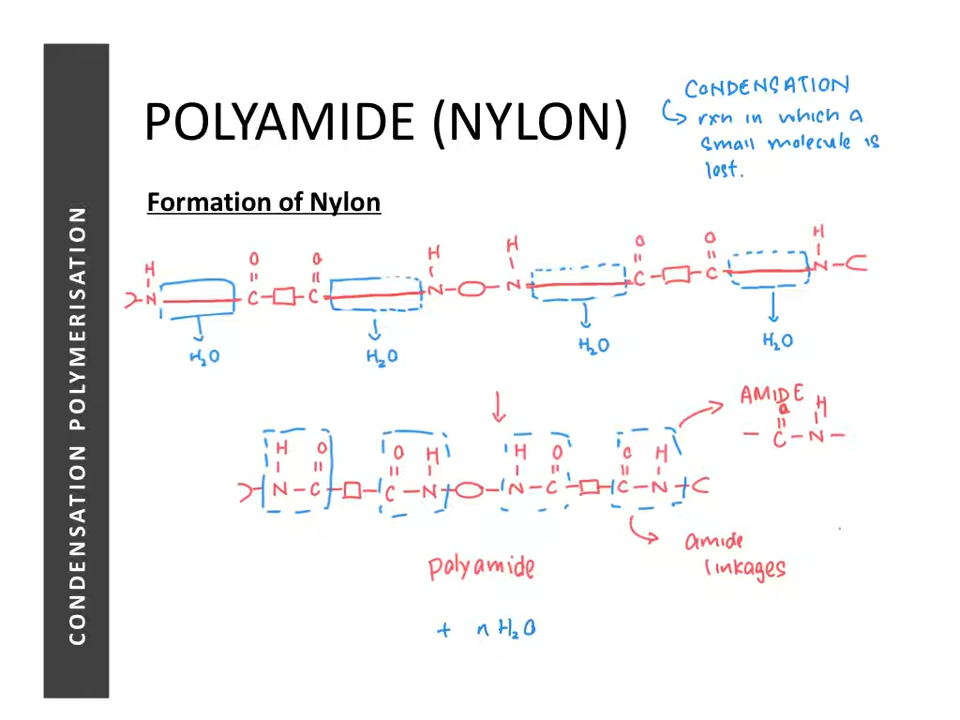 CONDENSATION POLYMERISATION
POLYAMIDE (NYLON)
CONDENSATION
rxn in which a
small molecule is
lost.
Formation of Nylon
H O O H H O O H
N C C N N C C N
H₂O H₂O H₂O H₂O
AMIDE
O H
C N
H O O H H O O H
N C C N N C C N
amide
linkages
polyamide
+ nH₂O